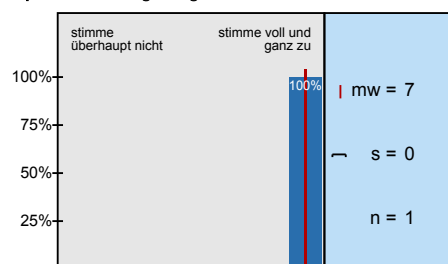 stimme
überhaupt nicht
stimme voll und
ganz zu
100%
100%
mw = 7
75%
50%
s = 0
25%
n = 1